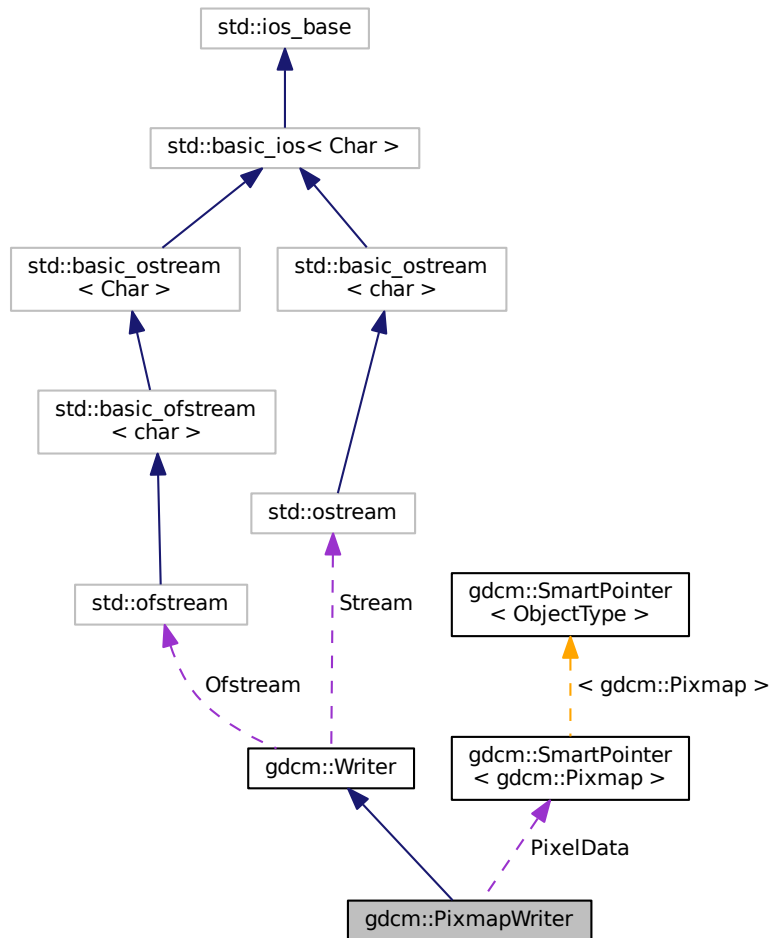 std::ios_base
std::basic_ios< Char >
std::basic_ostream
< Char >
std::basic_ostream
< char >
std::basic_ofstream
< char >
std::ostream
std::ofstream
Stream
gdcm::SmartPointer
< ObjectType >
Ofstream
< gdcm::Pixmap >
gdcm::Writer
gdcm::SmartPointer
< gdcm::Pixmap >
PixelData
gdcm::PixmapWriter